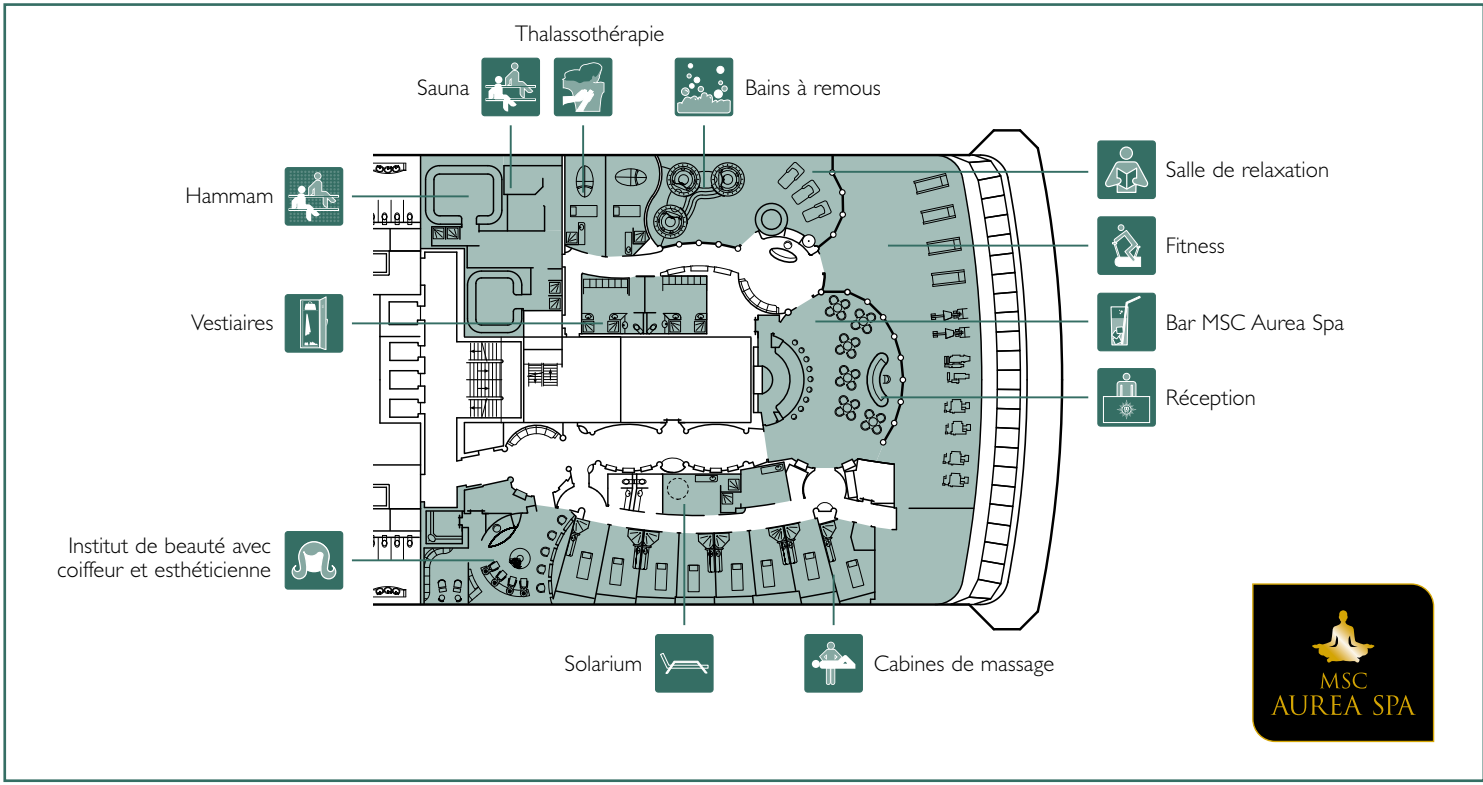 Thalassothérapie
Sauna
Bains à remous
Hammam
Salle de relaxation
Fitness
Vestiaires
Bar MSC Aurea Spa
Réception
Institut de beauté avec
coiffeur et esthéticienne
Solarium
Cabines de massage
MSC
AUREA SPA